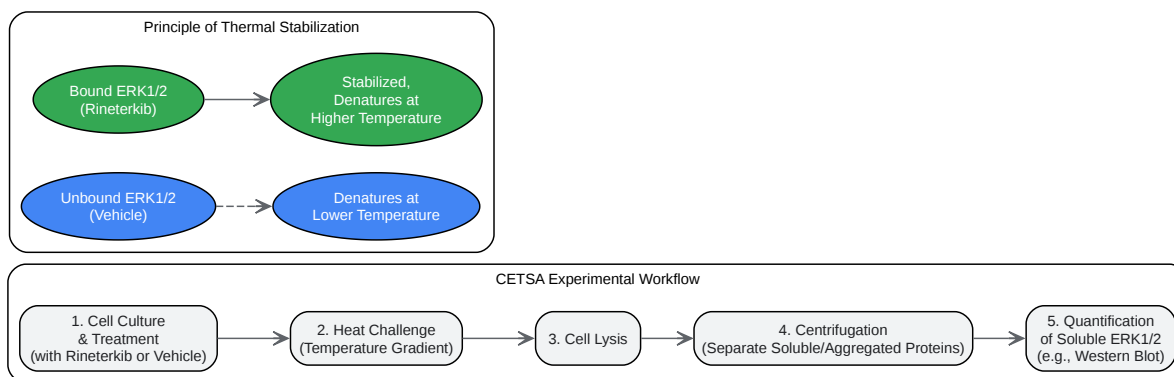 Principle of Thermal Stabilization
Bound ERK1/2
(Rineterkib)
Stabilized,
Denatures at
Higher Temperature
Unbound ERK1/2
(Vehicle)
Denatures at
Lower Temperature
CETSA Experimental Workflow
1. Cell Culture
& Treatment
(with Rineterkib or Vehicle)
2. Heat Challenge
(Temperature Gradient)
3. Cell Lysis
4. Centrifugation
(Separate Soluble/Aggregated Proteins)
5. Quantification
of Soluble ERK1/2
(e.g., Western Blot)